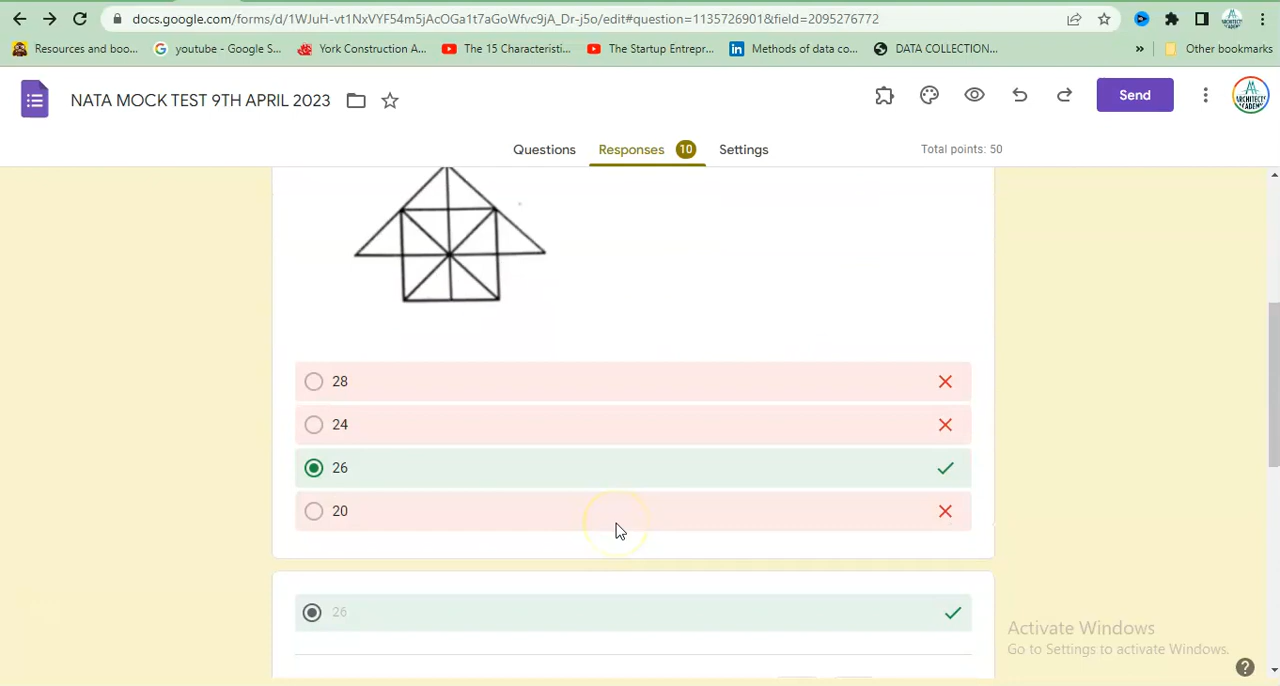 docs.google.com/forms/d/1WJuH-vt1NxVYF54m5jAcOGa1t7aGoWfvc9jA_Dr-j5o/edit#question=1135726901&field=2095276772
Resources and boo...
youtube - Google S...
York Construction A...
The 15 Characteristi...
The Startup Entrepr...
Methods of data co...
DATA COLLECTION...
»
Other bookmarks
NATA MOCK TEST 9TH APRIL 2023
Send
Questions
Responses 10
Settings
Total points: 50
28
24
26
20
26
Activate Windows
Go to Settings to activate Windows.